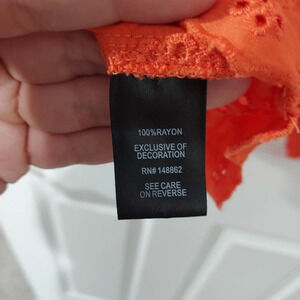 100%RAYON
EXCLUSIVE OF
DECORATION
RN# 148862
SEE CARE
ON REVERSE